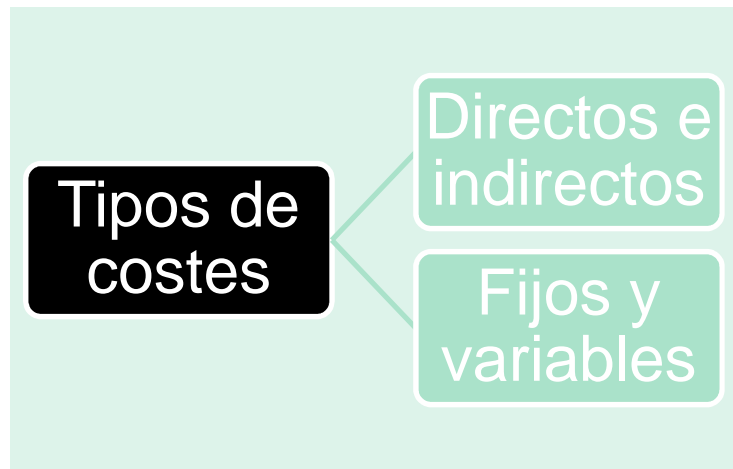 Tipos de
costes
Directos e
indirectos
Fijos y
variables